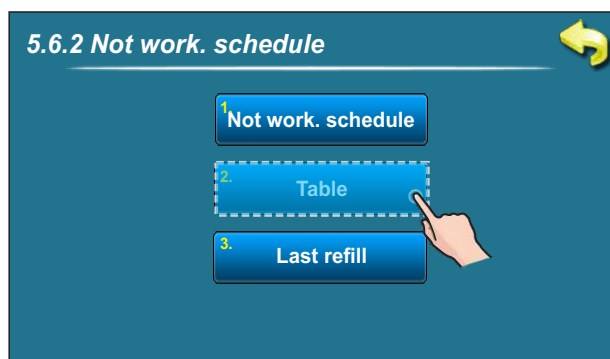 5.6.2 Not work. schedule
1 Not work. schedule
2. Table
3. Last refill